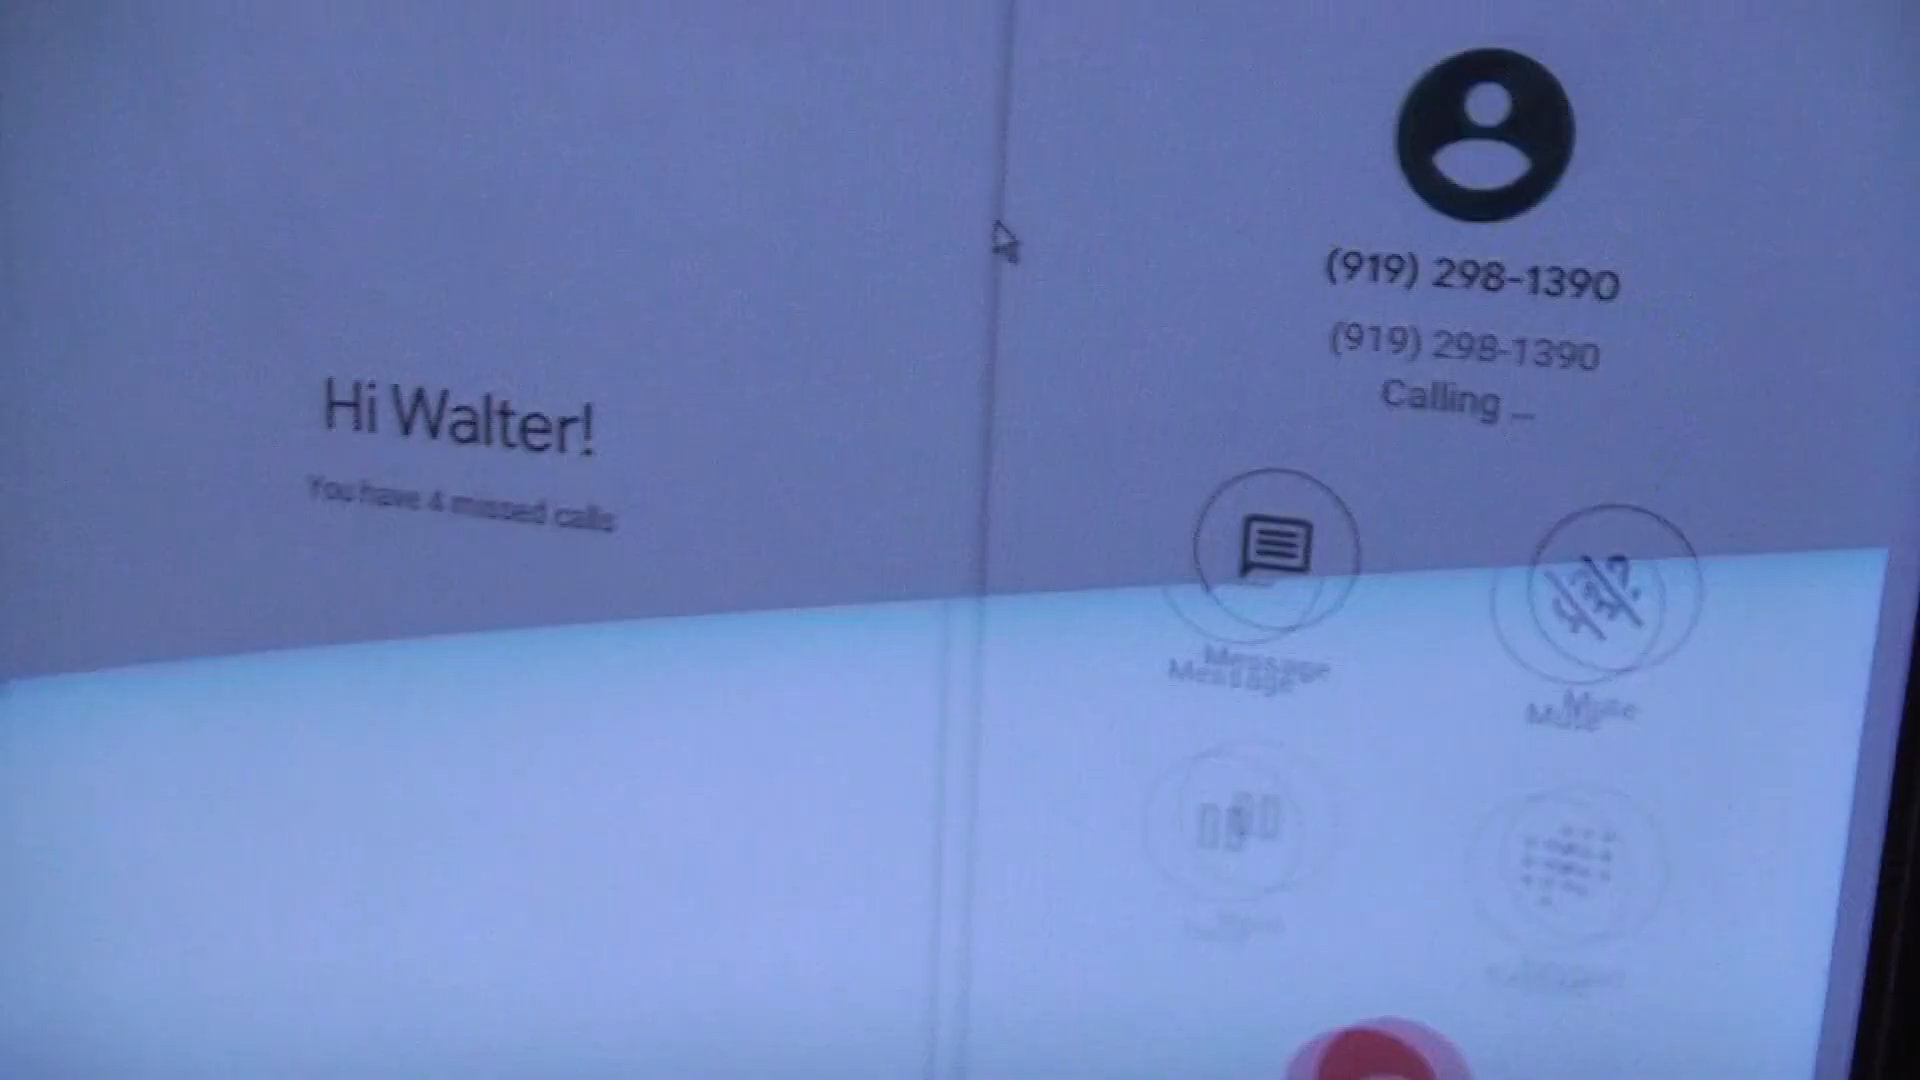 Hi Walter!
You have 4 missed calls
(919) 298-1390
(919) 298-1390
Calling ...
Message
Mute